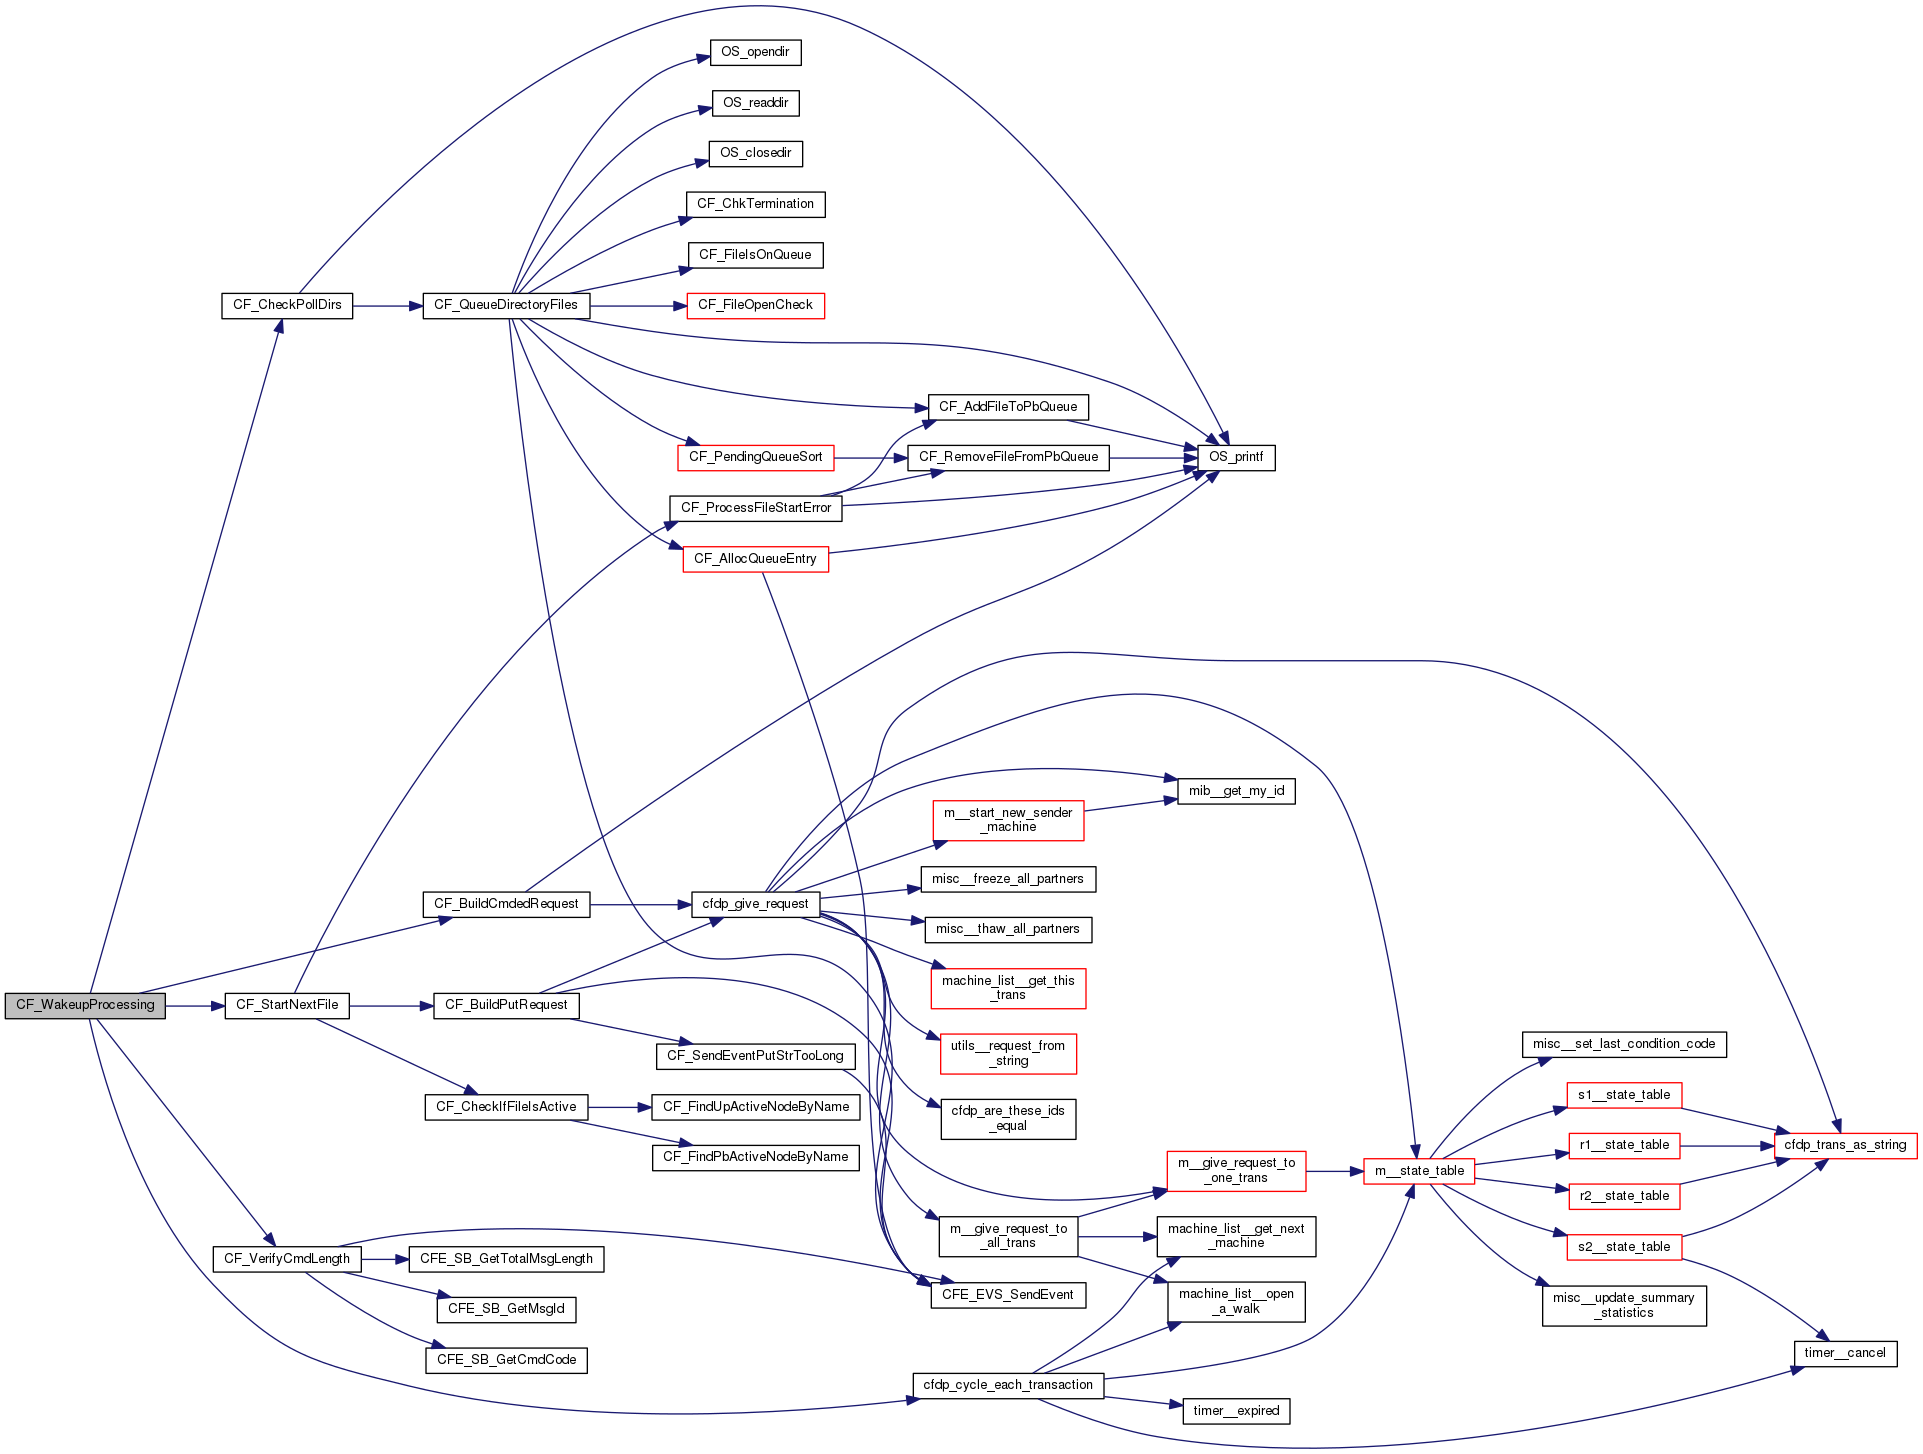 OS_opendir
OS_readdir
OS_closedir
CF_ChkTermination
CF_FileIsOnQueue
CF_CheckPollDirs
CF_QueueDirectoryFiles
CF_FileOpenCheck
CF_AddFileToPbQueue
CF_PendingQueueSort
CF_RemoveFileFromPbQueue
OS_printf
CF_ProcessFileStartError
CF_AllocQueueEntry
mib__get_my_id
m__start_new_sender
_machine
misc__freeze_all_partners
CF_BuildCmdedRequest
cfdp_give_request
misc__thaw_all_partners
machine_list__get_this
_trans
CF_WakeupProcessing
CF_StartNextFile
CF_BuildPutRequest
utils__request_from
_string
CF_SendEventPutStrTooLong
misc__set_last_condition_code
s1__state_table
CF_CheckIfFileIsActive
CF_FindUpActiveNodeByName
cfdp_are_these_ids
_equal
CF_FindPbActiveNodeByName
r1__state_table
cfdp_trans_as_string
m__give_request_to
_one_trans
m__state_table
r2__state_table
m__give_request_to
_all_trans
machine_list__get_next
_machine
s2__state_table
CF_VerifyCmdLength
CFE_SB_GetTotalMsgLength
CFE_EVS_SendEvent
machine_list__open
_a_walk
misc__update_summary
_statistics
CFE_SB_GetMsgId
CFE_SB_GetCmdCode
timer__cancel
cfdp_cycle_each_transaction
timer__expired